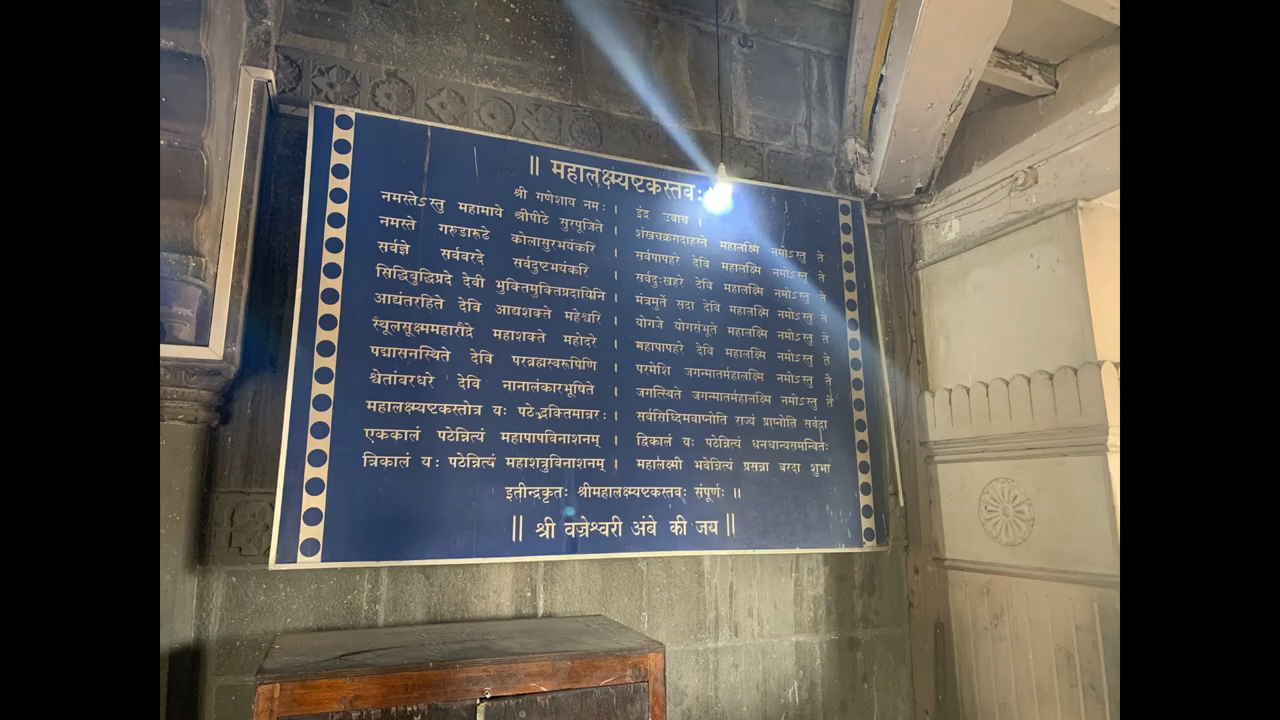 ॥ महालक्ष्म्यष्टकस्तवः
श्री गणेशाय नमः । इंद्र उवाच ।
नमस्तेऽस्तु महामाये श्रीपीठे सुरपूजिते । शंखचक्रगदाहस्ते महालक्ष्मि नमोऽस्तु ते
नमस्ते गरूडारूढे कोलासुरभयंकरि । सर्वपापहरे देवि महालक्ष्मि नमोऽस्तु ते
सर्वज्ञे सर्ववरदे सर्वदुष्टभयंकरि । सर्वदुःखहरे देवि महालक्ष्मि नमोऽस्तु ते
सिद्धिबुद्धिप्रदे देवी भुक्तिमुक्तिप्रदायिनि । मंत्रमुर्ते सदा देवि महालक्ष्मि नमोऽस्तु ते
आद्यंतरहिते देवि आद्यशक्ते महेश्वरि । योगजे योगसंभूते महालक्ष्मि नमोऽस्तु ते
स्थूलसूक्ष्ममहारौद्रे महाशक्ते महोदरे । महापापहरे देवि महालक्ष्मि नमोऽस्तु ते
पद्मासनस्थिते देवि परब्रह्मस्वरूपिणि । परमेशि जगन्मातर्महालक्ष्मि नमोऽस्तु ते
श्वेतांबरधरे देवि नानालंकारभूषिते । जगत्स्थिते जगन्मातर्महालक्ष्मि नमोऽस्तु ते
महालक्ष्म्यष्टकस्तोत्र यः पठेद्भक्तिमान्नरः । सर्वसिध्दिमवाप्नोति राज्यं प्राप्नोति सर्वदा
एककालं पठेन्नित्यं महापापविनाशनम् । द्विकालं यः पठेन्नित्यं धनधान्यसमन्वितः
त्रिकालं यः पठेन्नित्यं महाशत्रुविनाशनम् । महालक्ष्मी भवेन्नित्यं प्रसन्ना वरदा शुभा
इतीन्द्रकृतः श्रीमहालक्ष्म्यष्टकस्तवः संपूर्णः ॥
॥ श्री वज्रेश्वरी अंबे की जय ॥